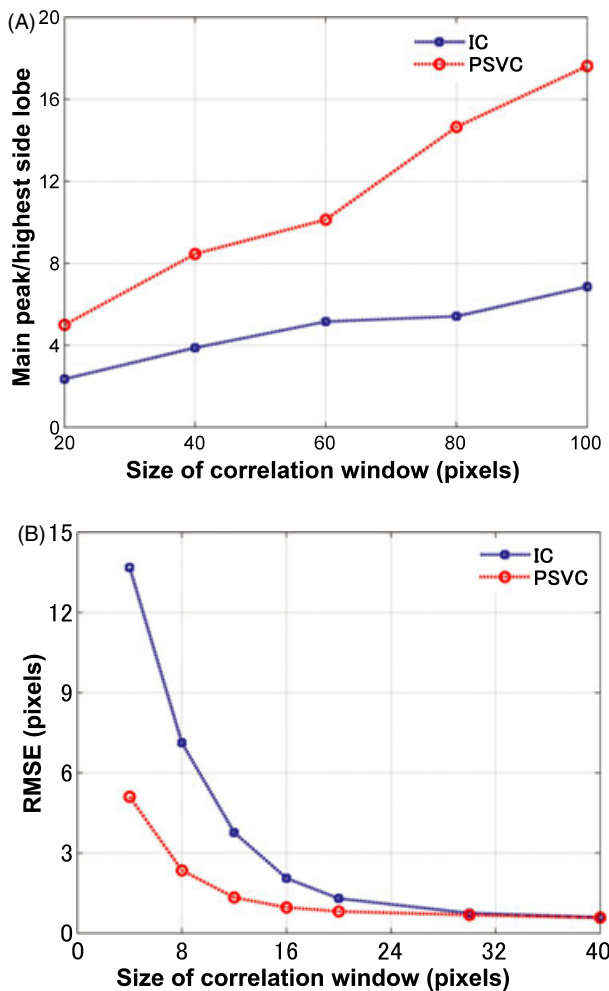 (A)
20
16
12
8
4
0
Main peak/highest side lobe
IC
PSVC
20 40 60 80 100
Size of correlation window (pixels)
(B)
15
12
9
6
3
0
RMSE (pixels)
IC
PSVC
0 8 16 24 32 40
Size of correlation window (pixels)